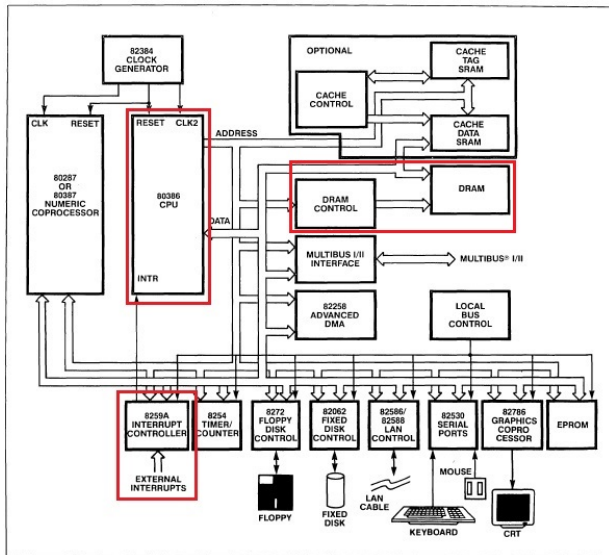 82384
CLOCK
GENERATOR
OPTIONAL
CACHE
TAG
SRAM
CACHE
CONTROL
CACHE
DATA
SRAM
CLK RESET
80287
OR
80387
NUMERIC
COPROCESSOR
RESET CLK2
80386
CPU
INTR
ADDRESS
DATA
DRAM
CONTROL
DRAM
MULTIBUS I/II
INTERFACE
MULTIBUS® I/II
82258
ADVANCED
DMA
LOCAL
BUS
CONTROL
8259A
INTERRUPT
CONTROLLER
8254
TIMER/
COUNTER
8272
FLOPPY
DISK
CONTROL
82062
FIXED
DISK
CONTROL
82586/
82588
LAN
CONTROL
82530
SERIAL
PORTS
82786
GRAPHICS
COPRO
CESSOR
EPROM
EXTERNAL
INTERRUPTS
FLOPPY
FIXED
DISK
LAN
CABLE
MOUSE
KEYBOARD
CRT